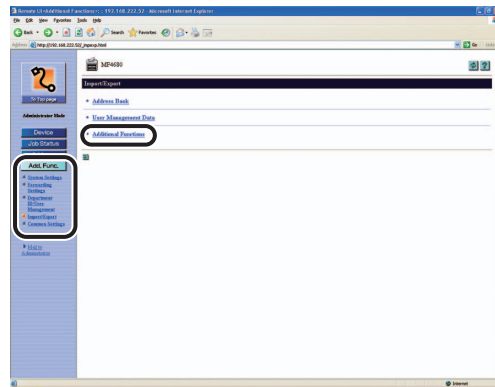 Remote UI <Additional Functions> : 192.168.222.52 - Microsoft Internet Explorer
File Edit View Favorites Tools Help
Back Search Favorites
http://192.168.222.52/_jnpexp.html Go
MF4680
Import/Export
To Top page
Administrator Mode
Device
Job Status
Add. Func.
System Settings
Forwarding
Settings
Department
ID/User
Management
Import/Export
Common Settings
Mail to
Administrator
Address Bank
User Management Data
Additional Functions
Internet